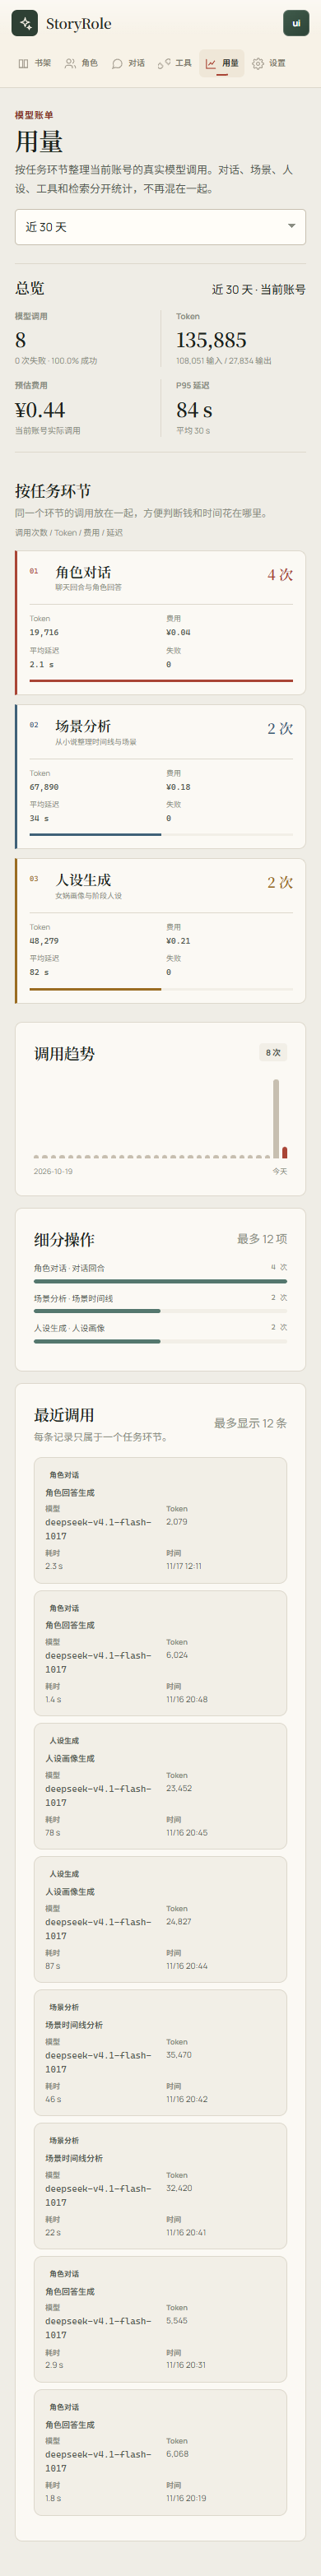 StoryRole
ui
书架
角色
对话
工具
用量
设置
模型账单
用量
按任务环节整理当前账号的真实模型调用。对话、场景、人
设、工具和检索分开统计，不再混在一起。
近 30 天
总览
近 30 天 · 当前账号
模型调用
Token
8
135,885
0 次失败 · 100.0% 成功
108,051 输入 / 27,834 输出
预估费用
P95 延迟
¥0.44
84 s
当前账号实际调用
平均 30 s
按任务环节
同一个环节的调用放在一起，方便判断钱和时间花在哪里。
调用次数 / Token / 费用 / 延迟
01
角色对话
4 次
聊天回合与角色回答
Token
费用
19,716
¥0.04
平均延迟
失败
2.1 s
0
02
场景分析
2 次
从小说整理时间线与场景
Token
费用
67,890
¥0.18
平均延迟
失败
34 s
0
03
人设生成
2 次
女娲画像与阶段人设
Token
费用
48,279
¥0.21
平均延迟
失败
82 s
0
调用趋势
8 次
2026-10-19
今天
细分操作
最多 12 项
角色对话 · 对话回合
4 次
场景分析 · 场景时间线
2 次
人设生成 · 人设画像
2 次
最近调用
最多显示 12 条
每条记录只属于一个任务环节。
角色对话
角色回答生成
模型
Token
deepseek-v4.1-flash-
1017
2,079
耗时
时间
2.3 s
11/17 12:11
角色对话
角色回答生成
模型
Token
deepseek-v4.1-flash-
1017
6,024
耗时
时间
1.4 s
11/16 20:48
人设生成
人设画像生成
模型
Token
deepseek-v4.1-flash-
1017
23,452
耗时
时间
78 s
11/16 20:45
人设生成
人设画像生成
模型
Token
deepseek-v4.1-flash-
1017
24,827
耗时
时间
87 s
11/16 20:44
场景分析
场景时间线分析
模型
Token
deepseek-v4.1-flash-
1017
35,470
耗时
时间
46 s
11/16 20:42
场景分析
场景时间线分析
模型
Token
deepseek-v4.1-flash-
1017
32,420
耗时
时间
22 s
11/16 20:41
角色对话
角色回答生成
模型
Token
deepseek-v4.1-flash-
1017
5,545
耗时
时间
2.9 s
11/16 20:31
角色对话
角色回答生成
模型
Token
deepseek-v4.1-flash-
1017
6,068
耗时
时间
1.8 s
11/16 20:19